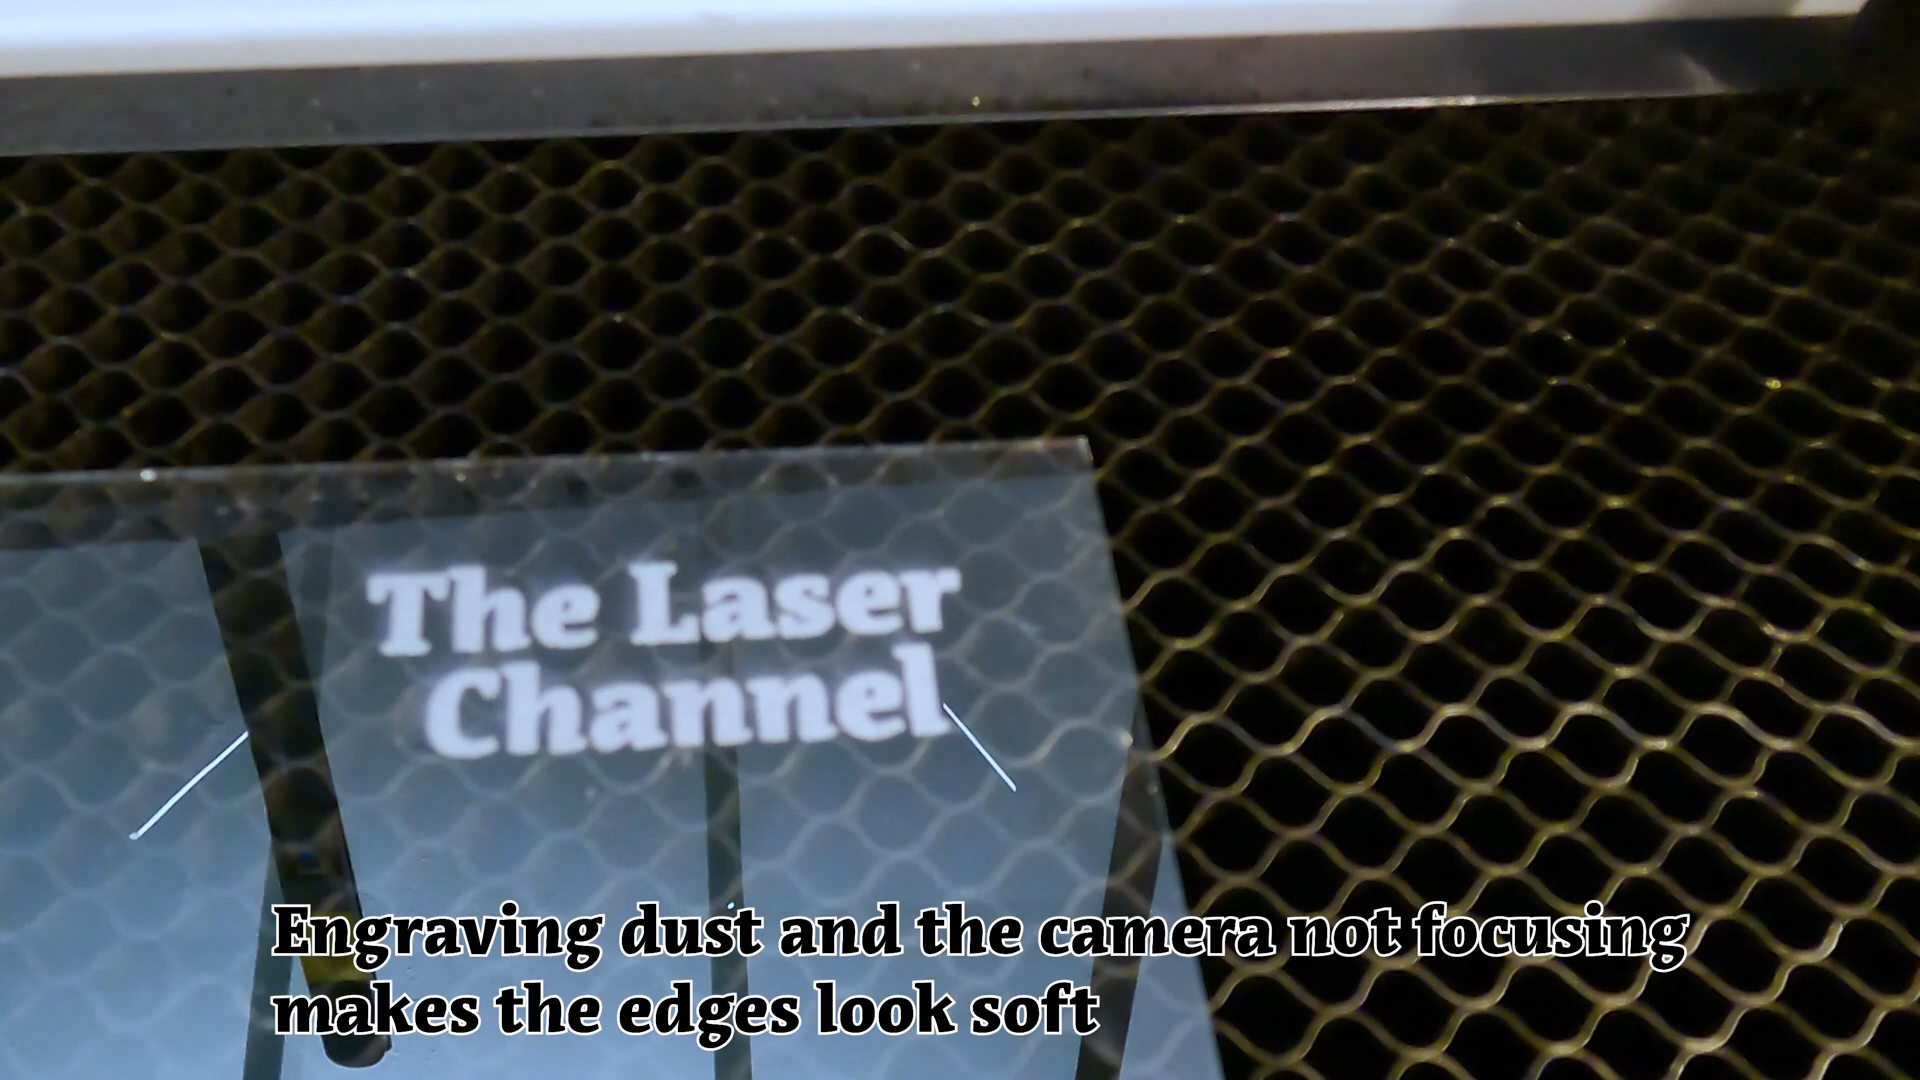 The Laser
Channel
Engraving dust and the camera not focusing
makes the edges look soft